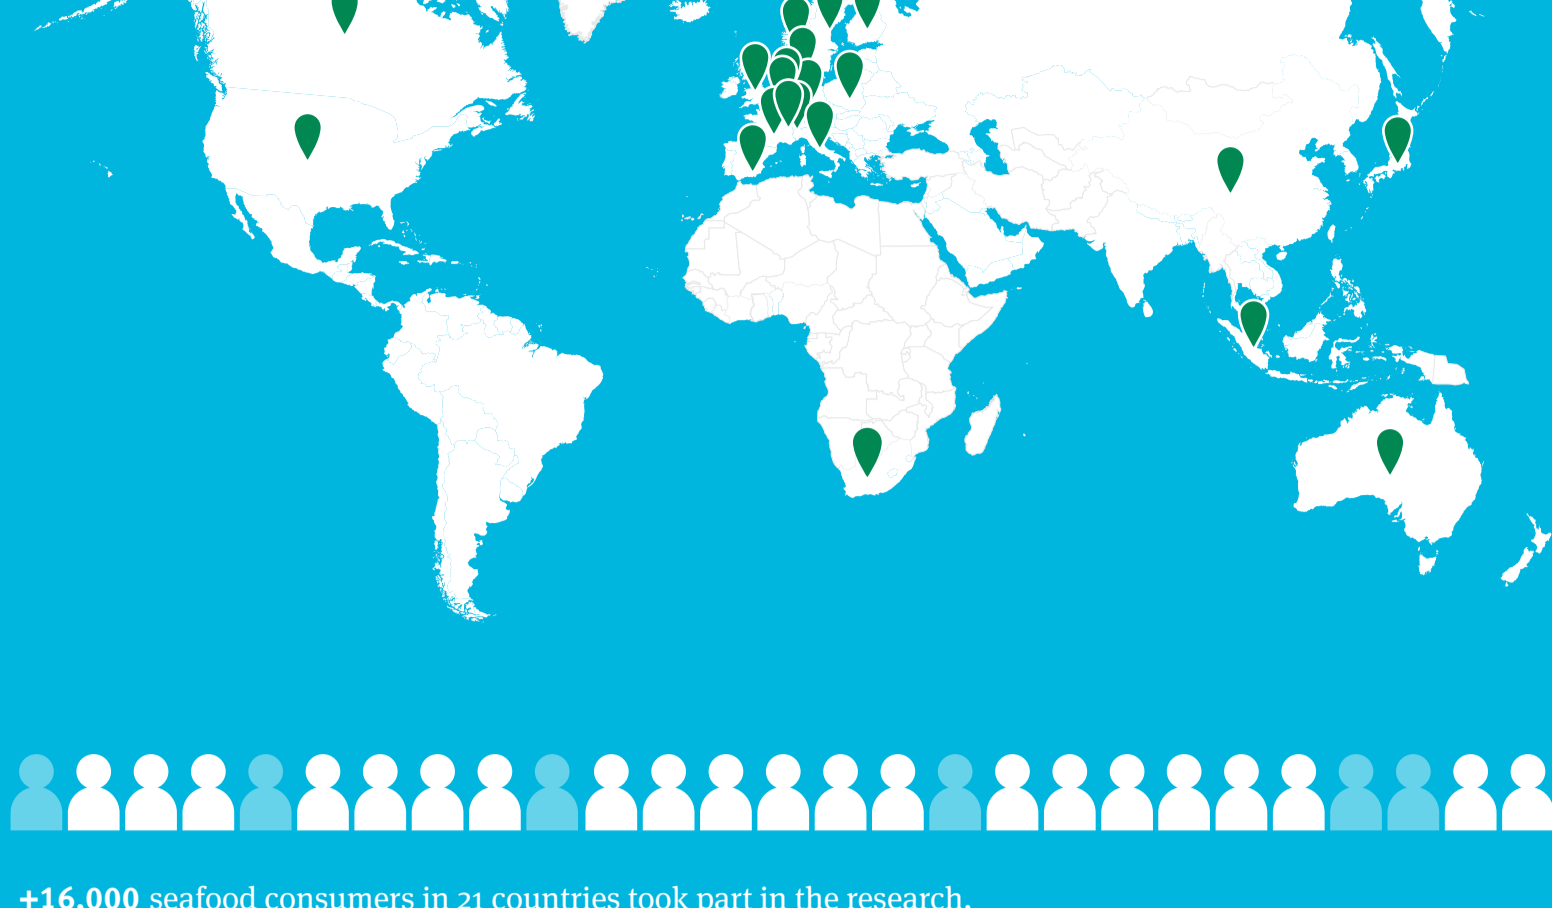 +16,000 seafood consumers in 21 countries took part in the research.